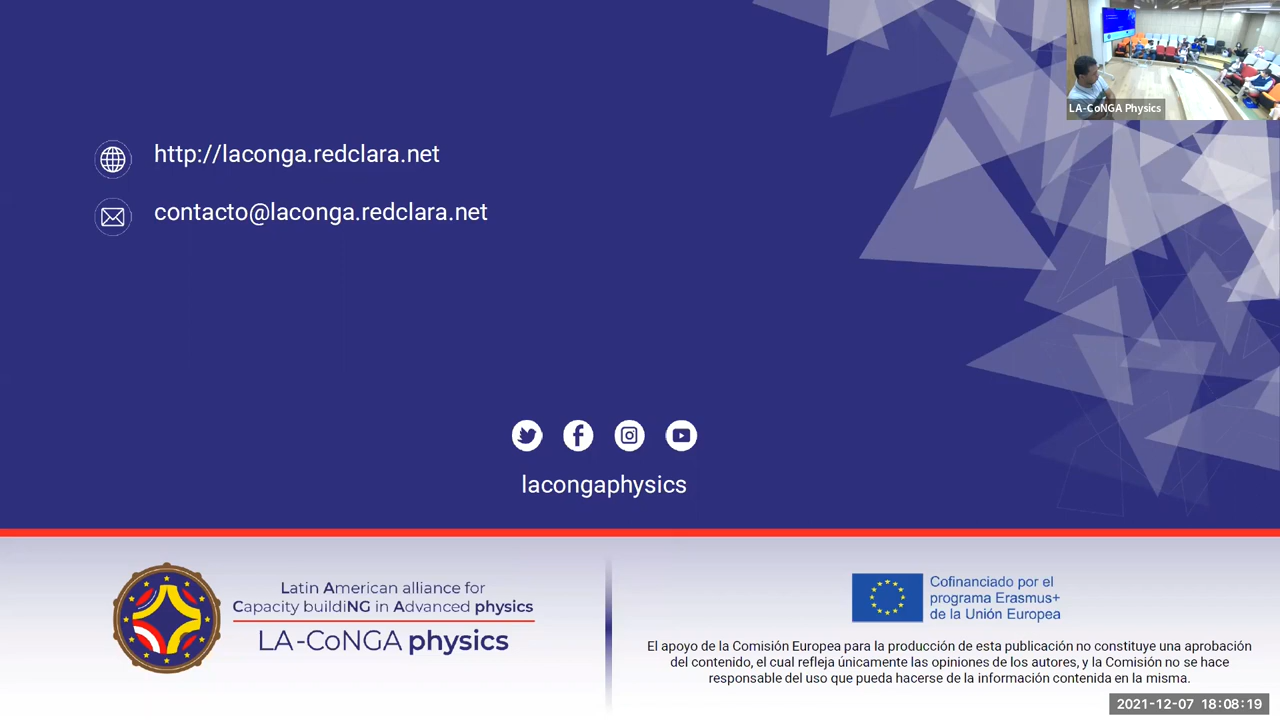 LA-CoNGA Physics
http://laconga.redclara.net
contacto@laconga.redclara.net
lacongaphysics
Latin American alliance for
Capacity buildiNG in Advanced physics
LA-CoNGA physics
Cofinanciado por el
programa Erasmus+
de la Unión Europea
El apoyo de la Comisión Europea para la producción de esta publicación no constituye una aprobación
del contenido, el cual refleja únicamente las opiniones de los autores, y la Comisión no se hace
responsable del uso que pueda hacerse de la información contenida en la misma.
2021-12-07 18:08:19